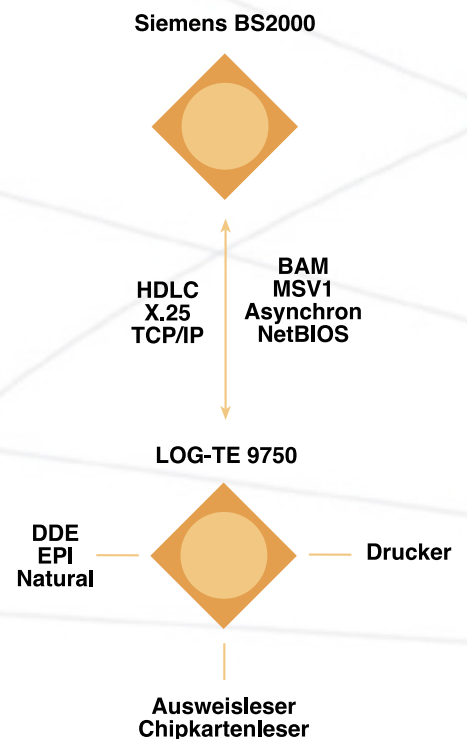 Siemens BS2000
HDLC
X.25
TCP/IP
BAM
MSV1
Asynchron
NetBIOS
LOG-TE 9750
DDE
EPI
Natural
Drucker
Ausweisleser
Chipkartenleser